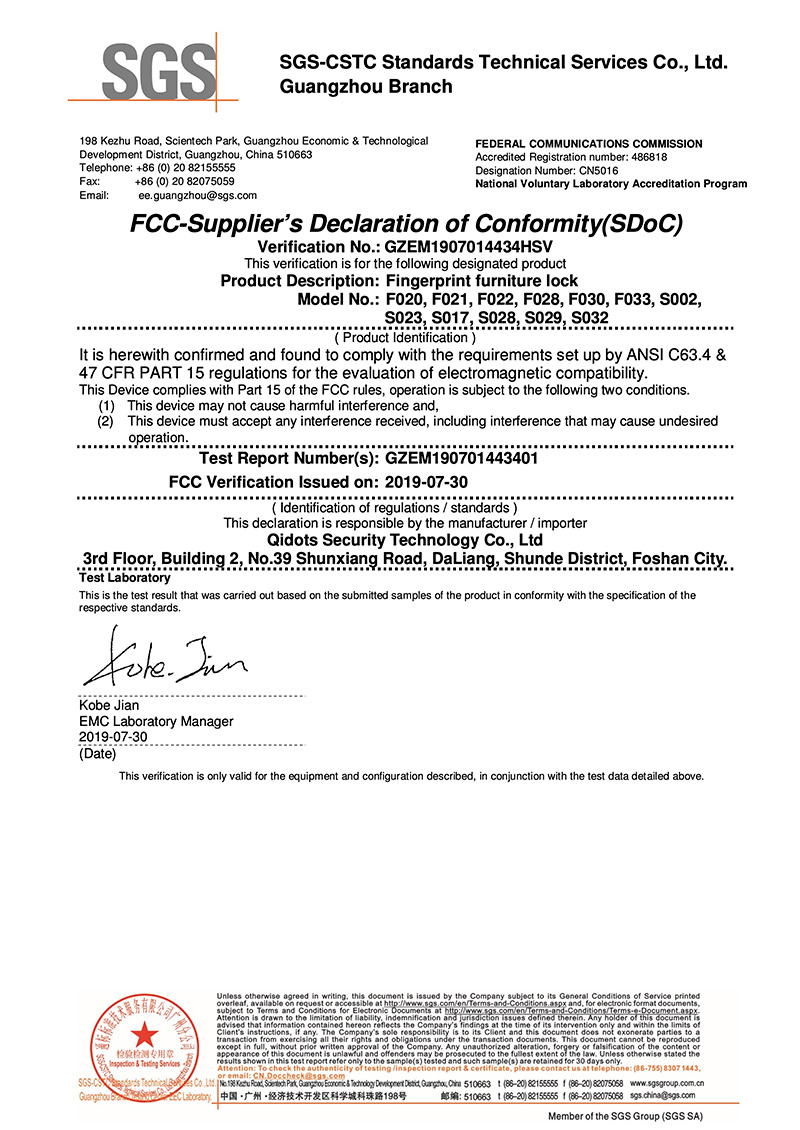 SGS
SGS-CSTC Standards Technical Services Co., Ltd.
Guangzhou Branch
198 Kezhu Road, Scientech Park, Guangzhou Economic & Technological
Development District, Guangzhou, China 510663
Telephone: +86 (0) 20 82155555
Fax: +86 (0) 20 82075059
Email: ee.guangzhou@sgs.com
FEDERAL COMMUNICATIONS COMMISSION
Accredited Registration number: 486818
Designation Number: CN5016
National Voluntary Laboratory Accreditation Program
FCC-Supplier's Declaration of Conformity(SDoC)
Verification No.: GZEM1907014434HSV
This verification is for the following designated product
Product Description: Fingerprint furniture lock
Model No.: F020, F021, F022, F028, F030, F033, S002,
S023, S017, S028, S029, S032
( Product Identification )
It is herewith confirmed and found to comply with the requirements set up by ANSI C63.4 &
47 CFR PART 15 regulations for the evaluation of electromagnetic compatibility.
This Device complies with Part 15 of the FCC rules, operation is subject to the following two conditions.
(1) This device may not cause harmful interference and,
(2) This device must accept any interference received, including interference that may cause undesired
operation.
Test Report Number(s): GZEM190701443401
FCC Verification Issued on: 2019-07-30
( Identification of regulations / standards )
This declaration is responsible by the manufacturer / importer
Qidots Security Technology Co., Ltd
3rd Floor, Building 2, No.39 Shunxiang Road, DaLiang, Shunde District, Foshan City.
Test Laboratory
This is the test result that was carried out based on the submitted samples of the product in conformity with the specification of the
respective standards.
Kobe Jian
Kobe Jian
EMC Laboratory Manager
2019-07-30
(Date)
This verification is only valid for the equipment and configuration described, in conjunction with the test data detailed above.
检验检测专用章
Inspection & Testing Services
Unless otherwise agreed in writing, this document is issued by the Company subject to its General Conditions of Service printed
overleaf, available on request or accessible at http://www.sgs.com/en/Terms-and-Conditions.aspx and, for electronic format documents,
subject to Terms and Conditions for Electronic Documents at http://www.sgs.com/en/Terms-and-Conditions/Terms-e-Document.aspx.
Attention is drawn to the limitation of liability, indemnification and jurisdiction issues defined therein. Any holder of this document is
advised that information contained hereon reflects the Company's findings at the time of its intervention only and within the limits of
Client's instructions, if any. The Company's sole responsibility is to its Client and this document does not exonerate parties to a
transaction from exercising all their rights and obligations under the transaction documents. This document cannot be reproduced
except in full, without prior written approval of the Company. Any unauthorized alteration, forgery or falsification of the content or
appearance of this document is unlawful and offenders may be prosecuted to the fullest extent of the law. Unless otherwise stated the
results shown in this test report refer only to the sample(s) tested and such sample(s) are retained for 30 days only.
Attention: To check the authenticity of testing /inspection report & certificate, please contact us at telephone: (86-755) 8307 1443,
or email: CN.Doccheck@sgs.com
SGS-CSTC Standards Technical Services Co., Ltd.
Guangzhou Branch EMC Laboratory.
No.198 Kezhu Road, Scientech Park, Guangzhou Economic & Technology Development District, Guangzhou, China 510663 t (86-20) 82155555 f (86-20) 82075058 www.sgsgroup.com.cn
中国·广州·经济技术开发区科学城科珠路198号 邮编: 510663 t (86-20) 82155555 f (86-20) 82075058 sgs.china@sgs.com
Member of the SGS Group (SGS SA)